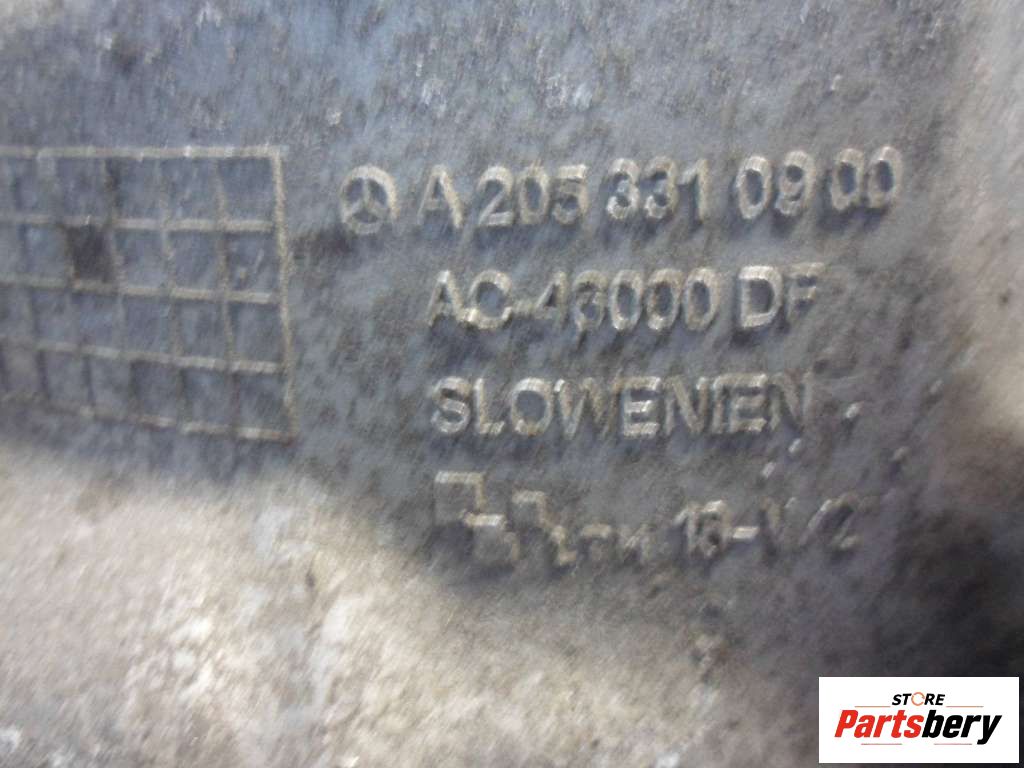 A 205 331 09 00
AC-46000 DF
SLOWENIEN
STORE
Partsbery